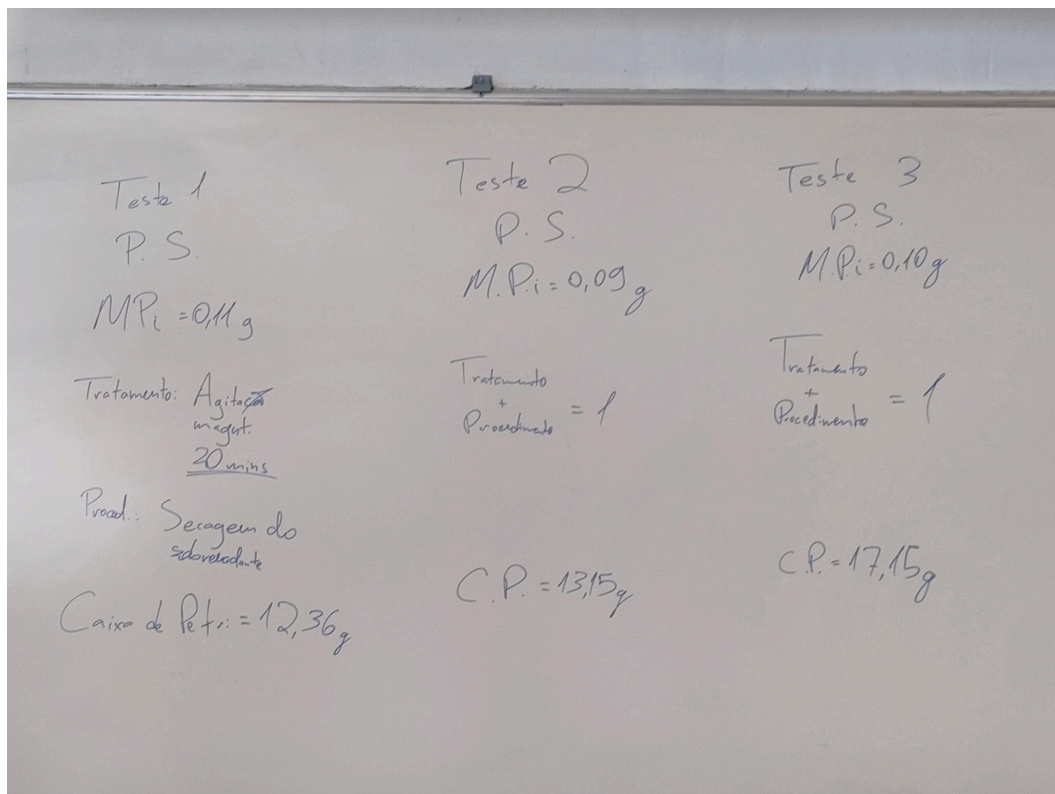 Teste 1
P. S.
MPi = 0,11 g
Tratamento: Agitação
magnt.
20 mins
Proced.: Secagem do
sobrenadante
Caixa de Petri = 12,36 g
Teste 2
P. S.
M.P.i = 0,09 g
Tratamento
+
Procedimento
= 1
C.P. = 13,15 g
Teste 3
P. S.
M.Pi = 0,10 g
Tratamento
+
Procedimento
= 1
C.P. = 17,15 g